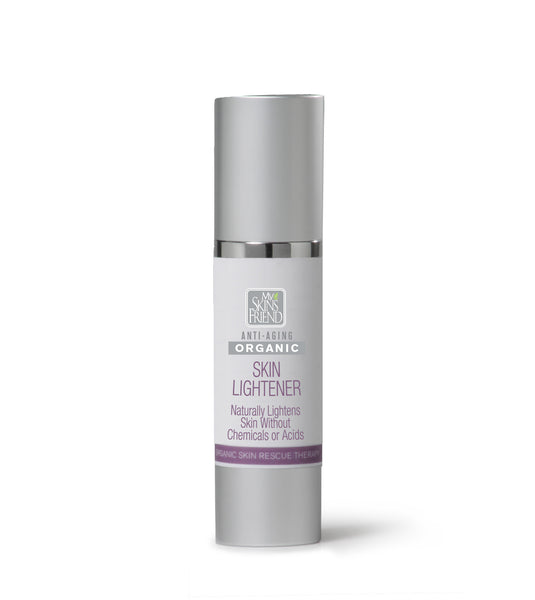 My
SKIN'S
FRIEND
ANTI-AGING
ORGANIC
SKIN
LIGHTENER
Naturally Lightens
Skin Without
Chemicals or Acids
ORGANIC SKIN RESCUE THERAPY